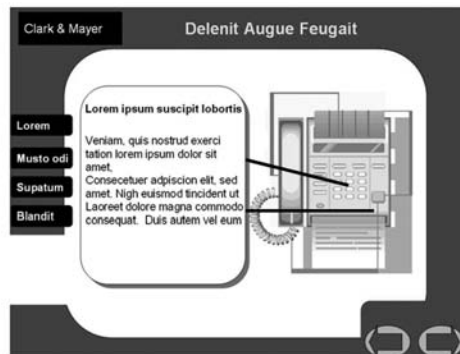 Clark & Mayer
Delenit Augue Feugait
Lorem
Musto odi
Supatum
Blandit
Lorem ipsum suscipit lobortis
Veniam, quis nostrud exerci
tation lorem ipsum dolor sit
amet,
Consectuer adpiscion elit, sed
amet. Nigh euismod tincident ut
Laoreet dolore magna commodo
consequat. Duis autem vel eum